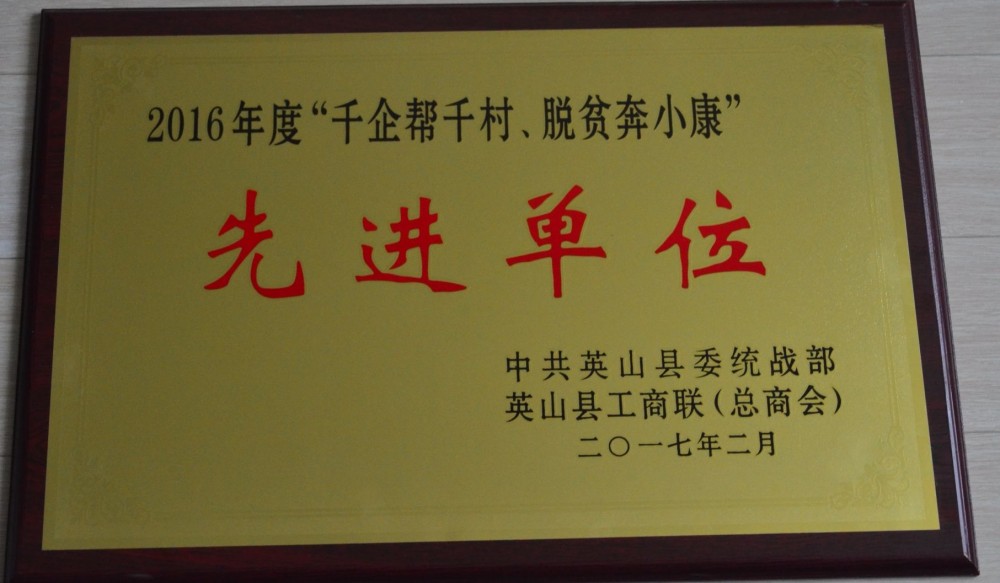 2016年度“千企帮千村、脱贫奔小康”
先进单位
中共英山县委统战部
英山县工商联(总商会)
二〇一七年二月